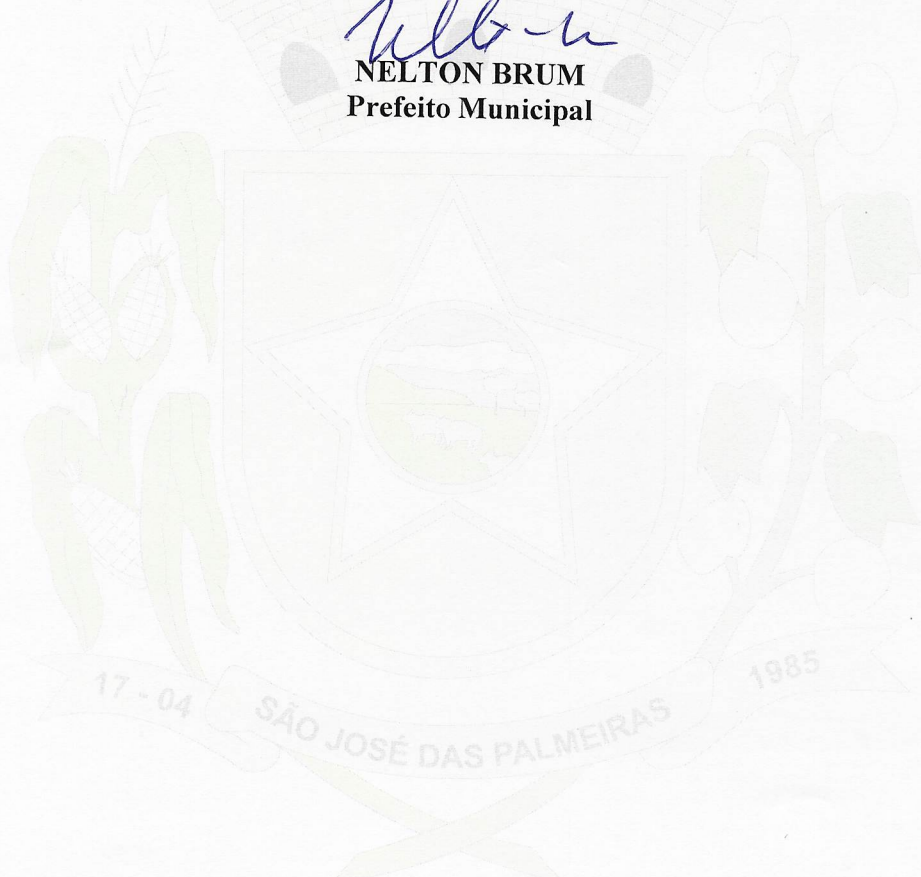 NELTON BRUM
Prefeito Municipal
17 - 04
SÃO JOSÉ DAS PALMEIRAS
1985